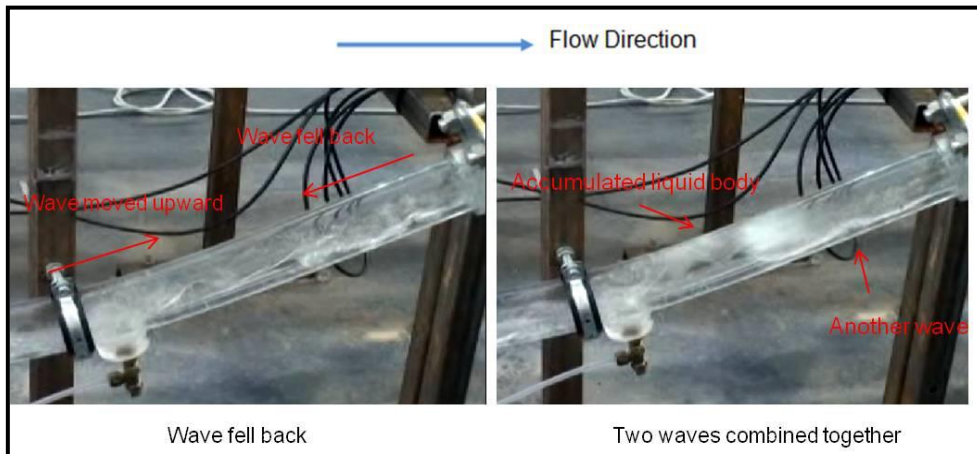 Flow Direction
Wave fell back
Wave moved upward
Accumulated liquid body
Another wave
Wave fell back
Two waves combined together